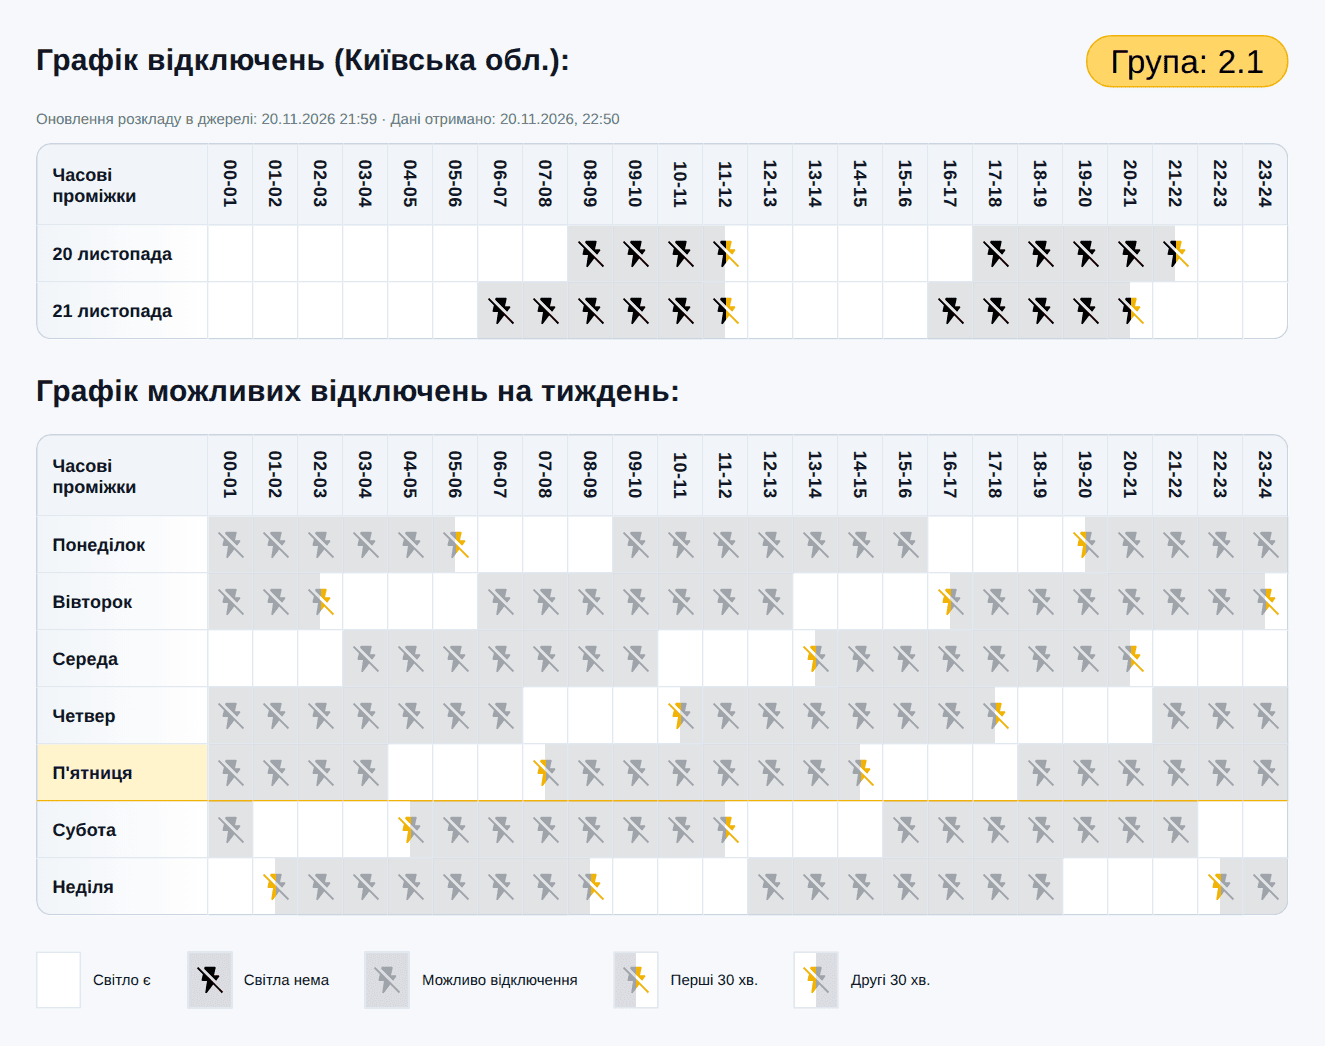 Графік відключень (Київська обл.):
Група: 2.1
Оновлення розкладу в джерелі: 20.11.2026 21:59 · Дані отримано: 20.11.2026, 22:50
Часові проміжки 00-01 01-02 02-03 03-04 04-05 05-06 06-07 07-08 08-09 09-10 10-11 11-12 12-13 13-14 14-15 15-16 16-17 17-18 18-19 19-20 20-21 21-22 22-23 23-24
20 листопада
21 листопада
Графік можливих відключень на тиждень:
Часові проміжки 00-01 01-02 02-03 03-04 04-05 05-06 06-07 07-08 08-09 09-10 10-11 11-12 12-13 13-14 14-15 15-16 16-17 17-18 18-19 19-20 20-21 21-22 22-23 23-24
Понеділок
Вівторок
Середа
Четвер
П'ятниця
Субота
Неділя
Світло є
Світла нема
Можливо відключення
Перші 30 хв.
Другі 30 хв.